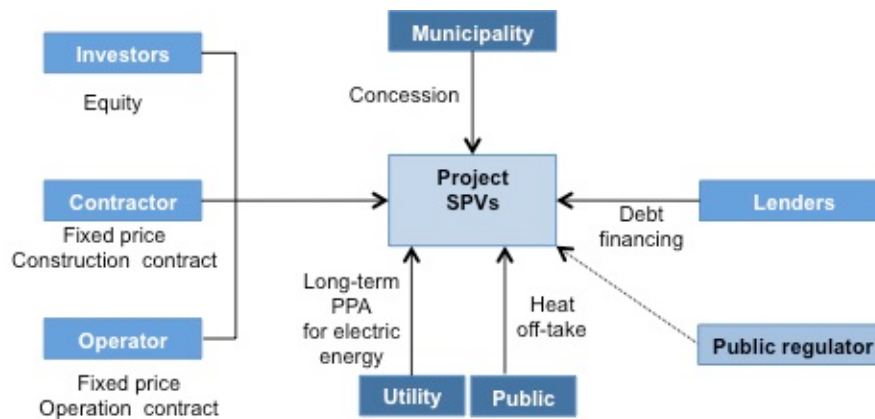 Municipality
Investors
Equity
Concession
Project
SPVs
Contractor
Fixed price
Construction contract
Lenders
Debt
financing
Long-term
PPA
for electric
energy
Heat
off-take
Operator
Fixed price
Operation contract
Public regulator
Utility
Public